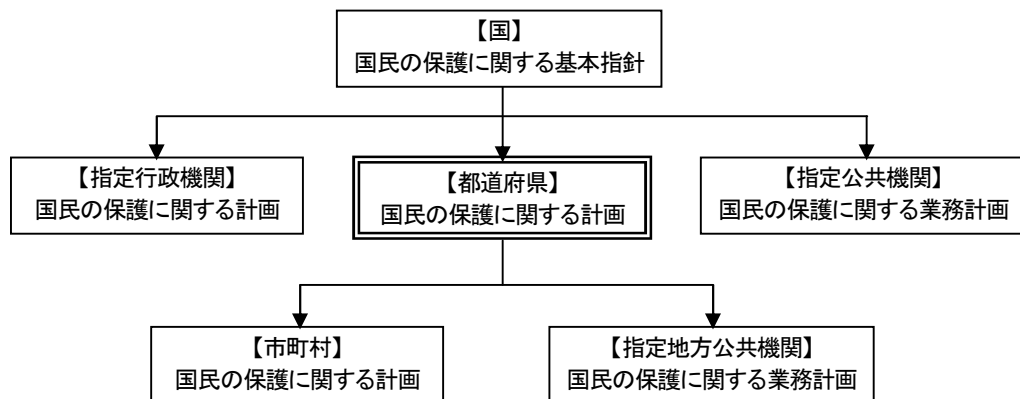 【国】
国民の保護に関する基本指針
【指定行政機関】
国民の保護に関する計画
【都道府県】
国民の保護に関する計画
【指定公共機関】
国民の保護に関する業務計画
【市町村】
国民の保護に関する計画
【指定地方公共機関】
国民の保護に関する業務計画